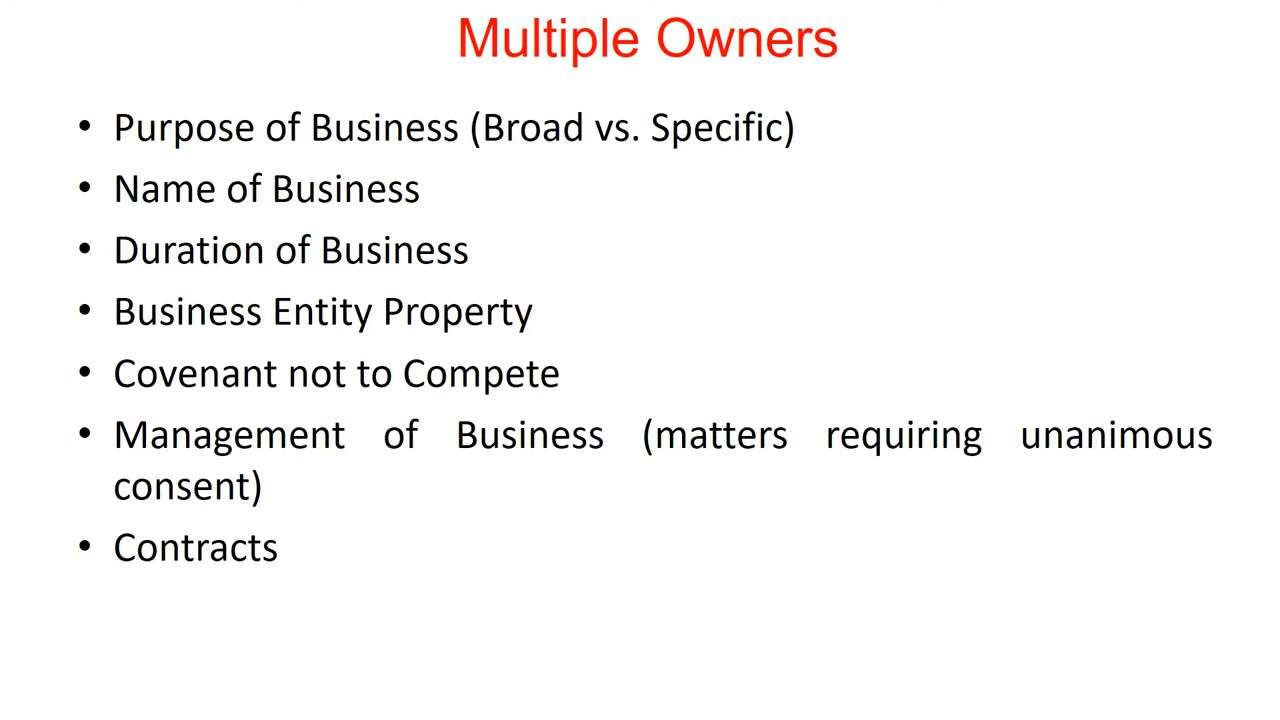 Multiple Owners
• Purpose of Business (Broad vs. Specific)
• Name of Business
• Duration of Business
• Business Entity Property
• Covenant not to Compete
• Management of Business (matters requiring unanimous
consent)
• Contracts